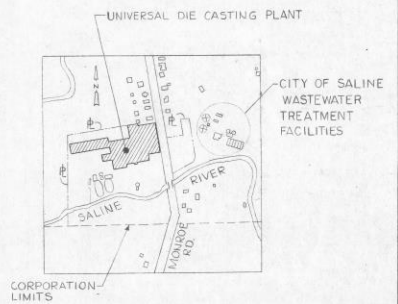 UNIVERSAL DIE CASTING PLANT
CITY OF SALINE
WASTEWATER
TREATMENT
FACILITIES
N
SALINE RIVER
MONROE RD.
CORPORATION
LIMITS